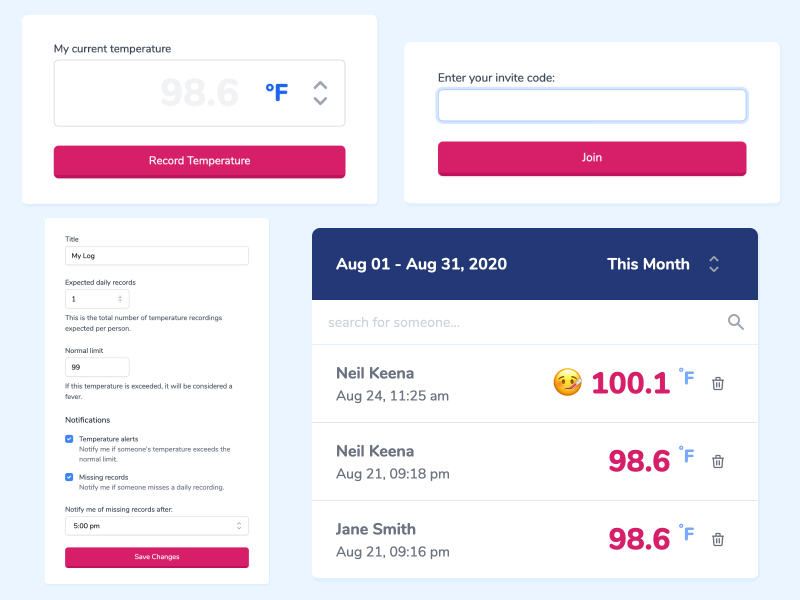 My current temperature
98.6 °F
Record Temperature
Enter your invite code:
Join
Title
My Log
Expected daily records
1
This is the total number of temperature recordings
expected per person.
Normal limit
99
If this temperature is exceeded, it will be considered a
fever.
Notifications
Temperature alerts
Notify me if someone's temperature exceeds the
normal limit.
Missing records
Notify me if someone misses a daily recording.
Notify me of missing records after:
5:00 pm
Save Changes
Aug 01 - Aug 31, 2020 This Month
search for someone...
Neil Keena
Aug 24, 11:25 am
100.1 °F
Neil Keena
Aug 21, 09:18 pm
98.6 °F
Jane Smith
Aug 21, 09:16 pm
98.6 °F